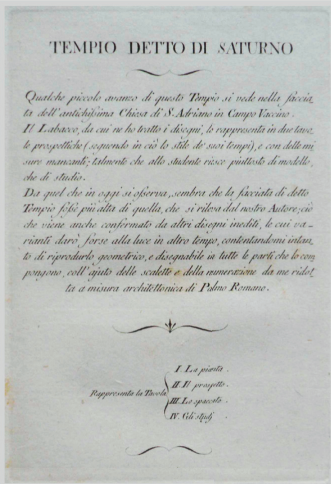 TEMPIO DETTO DI SATURNO
Qualche piccolo avanzo di questo Tempio si vede nella faccia-
ta dell'antichissima Chiesa di S. Adriano in Campo Vaccino.
Il Labacco, da cui ne ho tratto i disegni, lo rappresenta in due tavo-
le prospettiche (seguendo in ciò lo stile de' suoi tempi), e con delle mi-
sure mancanti; talmente che allo studente riesce piuttosto di modello,
che di studio.
Da quel che in oggi si osserva, sembra che la facciata di detto
Tempio fosse più alta di quella, che si rileva dal nostro Autore; ciò
che viene anche confermato da altri disegni inediti, le cui va-
rianti darò, forse alla luce in altro tempo, contentandomi intan-
to di riprodurlo geometrico, e disegnabile in tutte le parti che lo com-
pongono, coll'ajuto delle scalette e della numerazione da me ridot-
ta a misura architettonica di Palmo Romano.
Rappresenta la Tavola
I. La pianta.
II. Il prospetto.
III. Lo spaccato.
IV. Gli studj.